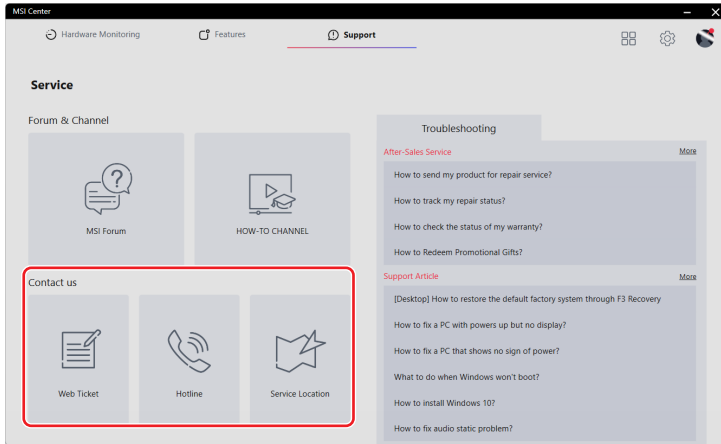 MSI Center
Hardware Monitoring
Features
Support
Service
Forum & Channel
MSI Forum
HOW-TO CHANNEL
Contact us
Web Ticket
Hotline
Service Location
Troubleshooting
After-Sales Service
More
How to send my product for repair service?
How to track my repair status?
How to check the status of my warranty?
How to Redeem Promotional Gifts?
Support Article
More
[Desktop] How to restore the default factory system through F3 Recovery
How to fix a PC with powers up but no display?
How to fix a PC that shows no sign of power?
What to do when Windows won't boot?
How to install Windows 10?
How to fix audio static problem?